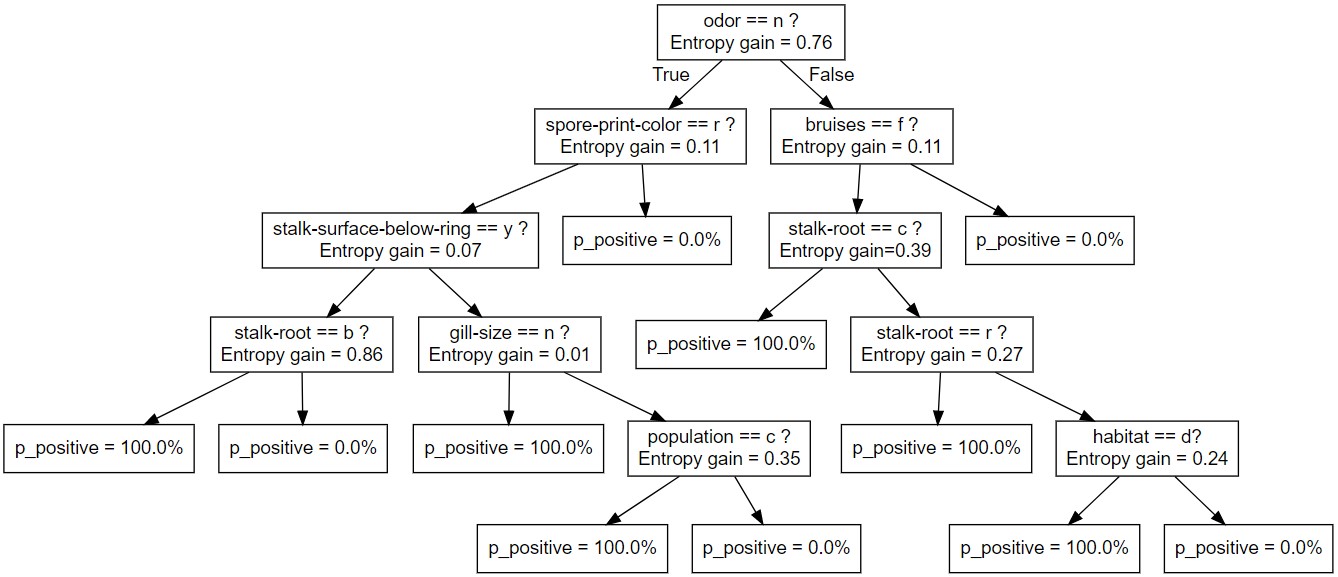 odor == n ?
Entropy gain = 0.76
True
False
spore-print-color == r ?
Entropy gain = 0.11
bruises == f ?
Entropy gain = 0.11
stalk-surface-below-ring == y ?
Entropy gain = 0.07
p_positive = 0.0%
stalk-root == c ?
Entropy gain=0.39
p_positive = 0.0%
stalk-root == b ?
Entropy gain = 0.86
gill-size == n ?
Entropy gain = 0.01
p_positive = 100.0%
stalk-root == r ?
Entropy gain = 0.27
p_positive = 100.0%
p_positive = 0.0%
p_positive = 100.0%
population == c ?
Entropy gain = 0.35
p_positive = 100.0%
habitat == d?
Entropy gain = 0.24
p_positive = 100.0%
p_positive = 0.0%
p_positive = 100.0%
p_positive = 0.0%